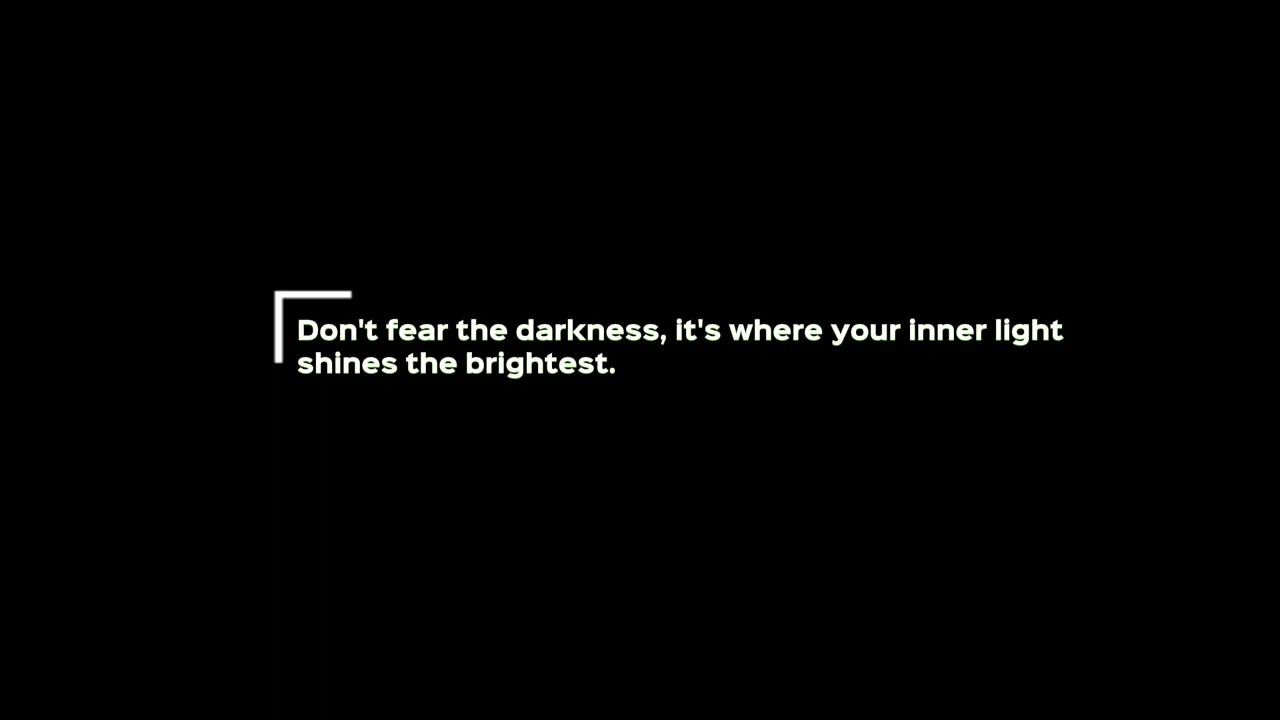 Don't fear the darkness, it's where your inner light
shines the brightest.